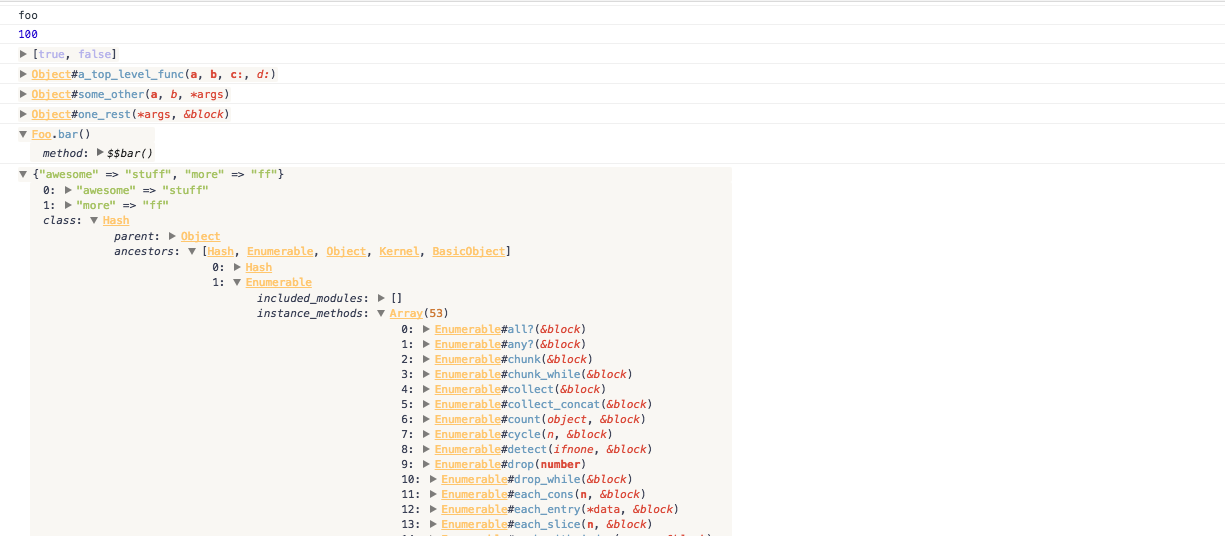 foo
100
[true, false]
Object#a_top_level_func(a, b, c:, d:)
Object#some_other(a, b, *args)
Object#one_rest(*args, &block)
Foo.bar()
method: $$bar()
{"awesome" => "stuff", "more" => "ff"}
0: "awesome" => "stuff"
1: "more" => "ff"
class: Hash
parent: Object
ancestors: [Hash, Enumerable, Object, Kernel, BasicObject]
0: Hash
1: Enumerable
included_modules: []
instance_methods: Array(53)
0: Enumerable#all?(&block)
1: Enumerable#any?(&block)
2: Enumerable#chunk(&block)
3: Enumerable#chunk_while(&block)
4: Enumerable#collect(&block)
5: Enumerable#collect_concat(&block)
6: Enumerable#count(object, &block)
7: Enumerable#cycle(n, &block)
8: Enumerable#detect(ifnone, &block)
9: Enumerable#drop(number)
10: Enumerable#drop_while(&block)
11: Enumerable#each_cons(n, &block)
12: Enumerable#each_entry(*data, &block)
13: Enumerable#each_slice(n, &block)